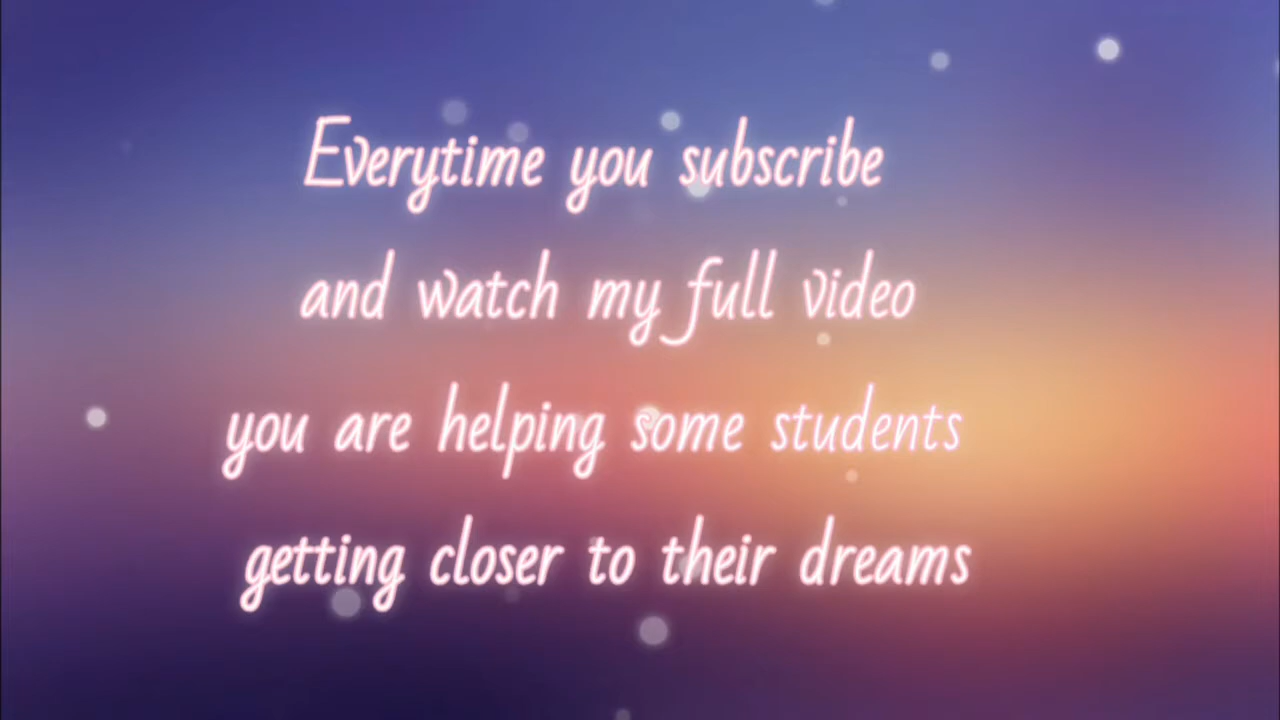 Everytime you subscribe
and watch my full video
you are helping some students
getting closer to their dreams